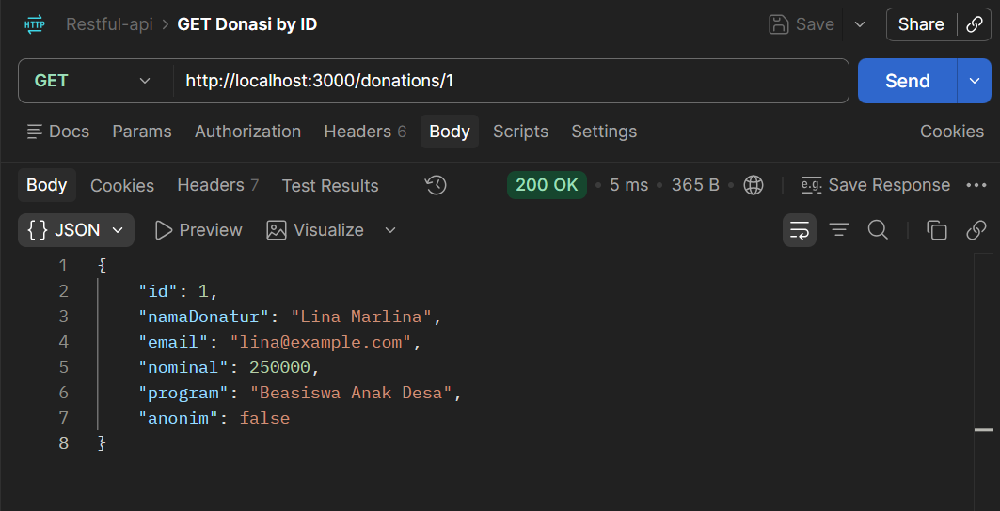 HTTP Restful-api > GET Donasi by ID Save Share
GET http://localhost:3000/donations/1 Send
Docs Params Authorization Headers 6 Body Scripts Settings Cookies
Body Cookies Headers 7 Test Results 200 OK • 5 ms • 365 B • e.g. Save Response
{} JSON Preview Visualize
1 {
2 "id": 1,
3 "namaDonatur": "Lina Marlina",
4 "email": "lina@example.com",
5 "nominal": 250000,
6 "program": "Beasiswa Anak Desa",
7 "anonim": false
8 }